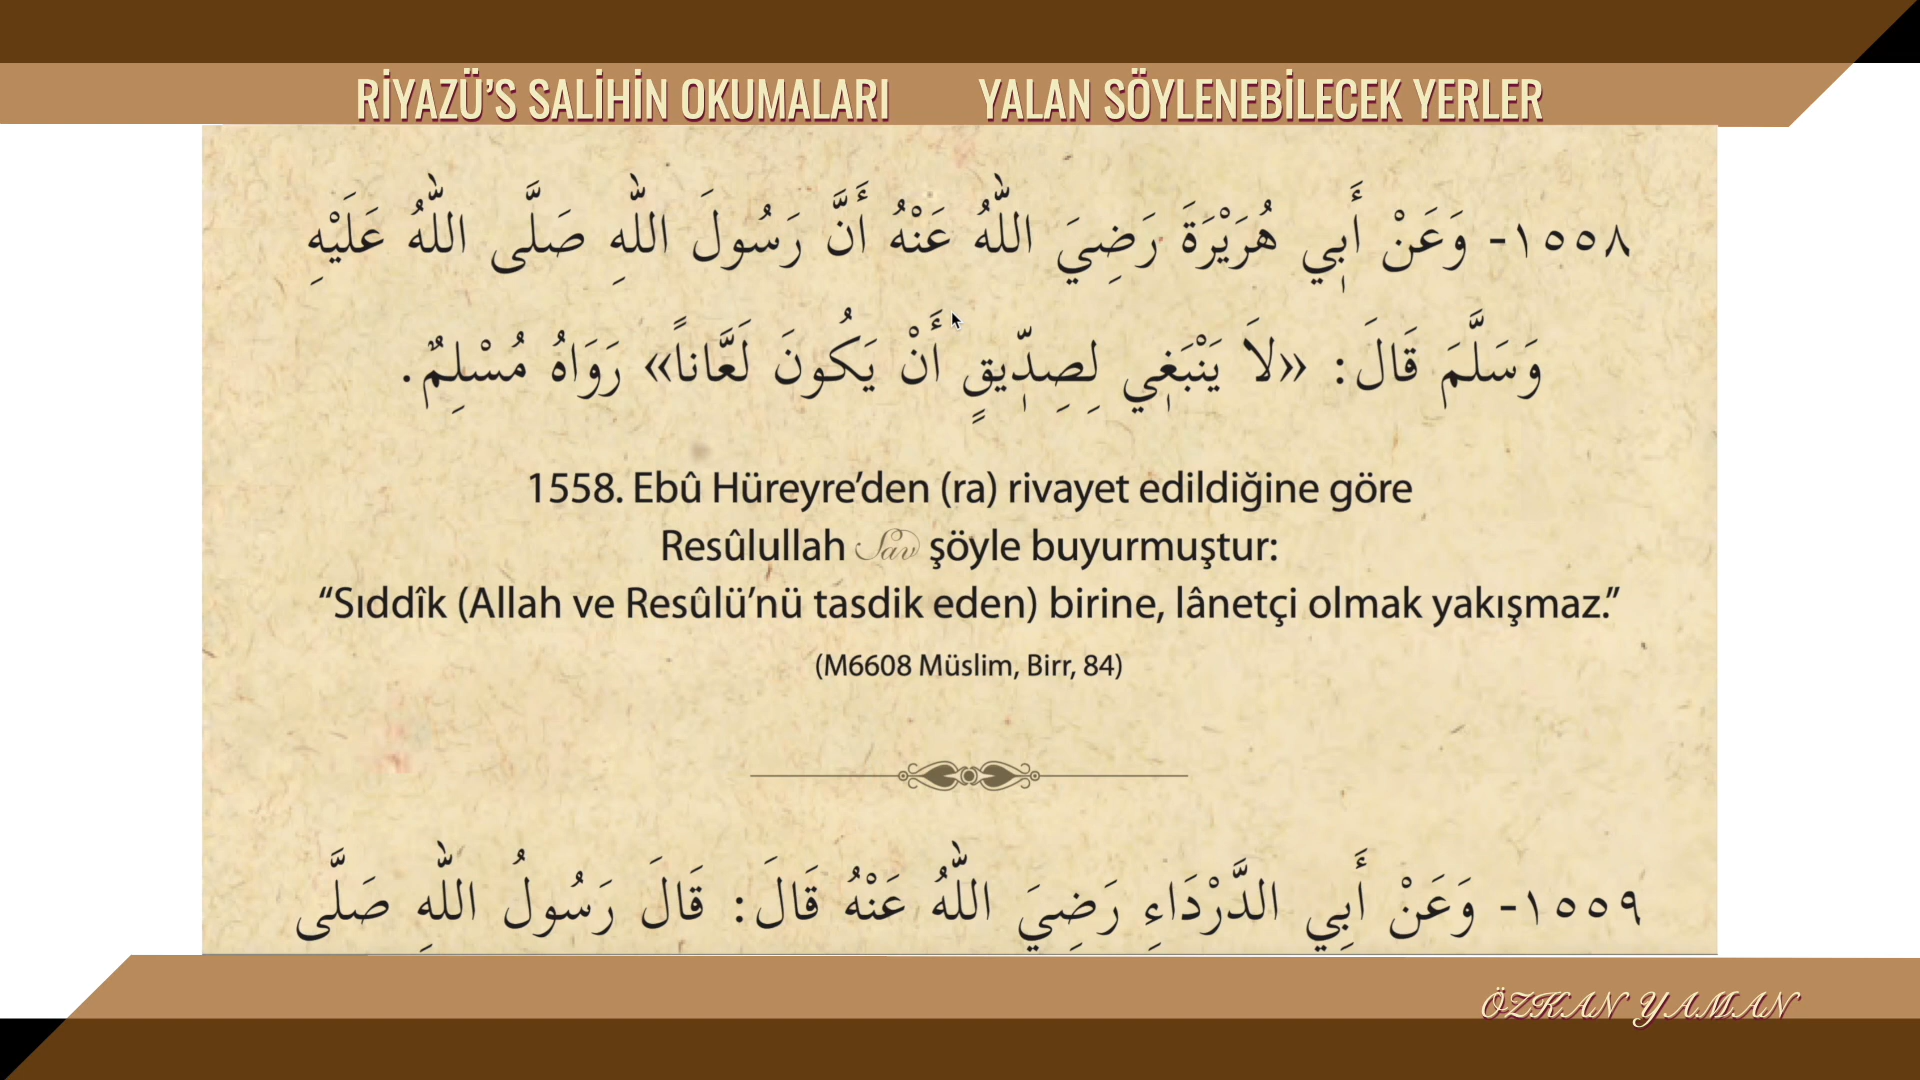 RİYAZÜ’S SALİHİN OKUMALARI YALAN SÖYLENEBİLECEK YERLER
١٥٥٨- وَعَنْ أَبِي هُرَيْرَةَ رَضِيَ اللّٰهُ عَنْهُ أَنَّ رَسُولَ اللّٰهِ صَلَّى اللّٰهُ عَلَيْهِ
وَسَلَّمَ قَالَ: «لاَ يَنْبَغِي لِصِدِّيقٍ أَنْ يَكُونَ لَعَّاناً» رَوَاهُ مُسْلِمٌ.
1558. Ebû Hüreyre’den (ra) rivayet edildiğine göre
Resûlullah Sav şöyle buyurmuştur:
“Sıddîk (Allah ve Resûlü’nü tasdik eden) birine, lânetçi olmak yakışmaz.”
(M6608 Müslim, Birr, 84)
١٥٥٩- وَعَنْ أَبِي الدَّرْدَاءِ رَضِيَ اللّٰهُ عَنْهُ قَالَ: قَالَ رَسُولُ اللّٰهِ صَلَّى
ÖZKAN YAMAN